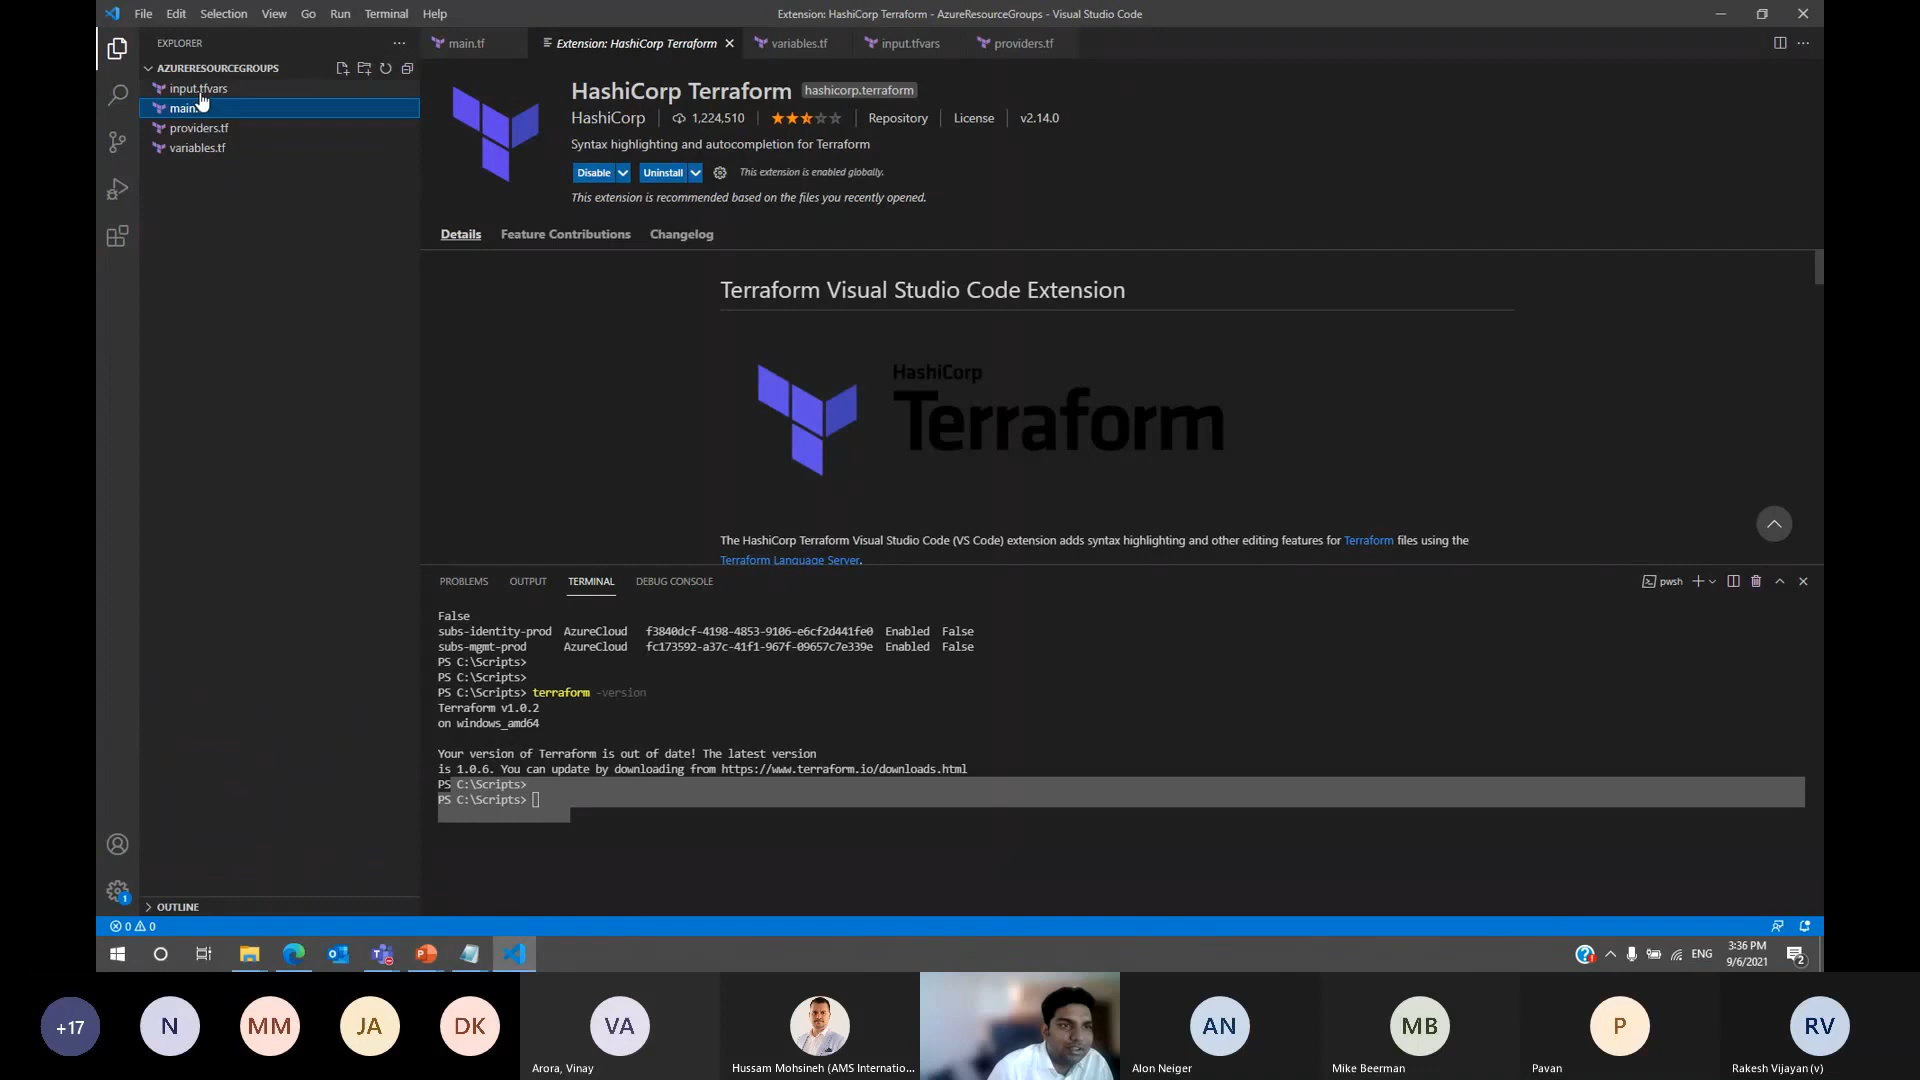 File Edit Selection View Go Run Terminal Help
Extension: HashiCorp Terraform - AzureResourceGroups - Visual Studio Code
EXPLORER
AZURERESOURCEGROUPS
input.tfvars
main.
providers.tf
variables.tf
OUTLINE
main.tf
Extension: HashiCorp Terraform
variables.tf
input.tfvars
providers.tf
HashiCorp Terraform hashicorp.terraform
HashiCorp 1,224,510 Repository License v2.14.0
Syntax highlighting and autocompletion for Terraform
Disable Uninstall This extension is enabled globally.
This extension is recommended based on the files you recently opened.
Details Feature Contributions Changelog
Terraform Visual Studio Code Extension
HashiCorp
Terraform
The HashiCorp Terraform Visual Studio Code (VS Code) extension adds syntax highlighting and other editing features for Terraform files using the
Terraform Language Server.
PROBLEMS OUTPUT TERMINAL DEBUG CONSOLE
pwsh
False
subs-identity-prod AzureCloud f3840dcf-4198-4853-9106-e6cf2d441fe0 Enabled False
subs-mgmt-prod AzureCloud fc173592-a37c-41f1-967f-09657c7e339e Enabled False
PS C:\Scripts>
PS C:\Scripts>
PS C:\Scripts> terraform -version
Terraform v1.0.2
on windows_amd64
Your version of Terraform is out of date! The latest version
is 1.0.6. You can update by downloading from https://www.terraform.io/downloads.html
PS C:\Scripts>
PS C:\Scripts>
1
0 0
ENG
3:36 PM
9/6/2021
2
+17
N
MM
JA
DK
VA
AN
MB
P
RV
Arora, Vinay
Hussam Mohsineh (AMS Internatio...
Alon Neiger
Mike Beerman
Pavan
Rakesh Vijayan (v)